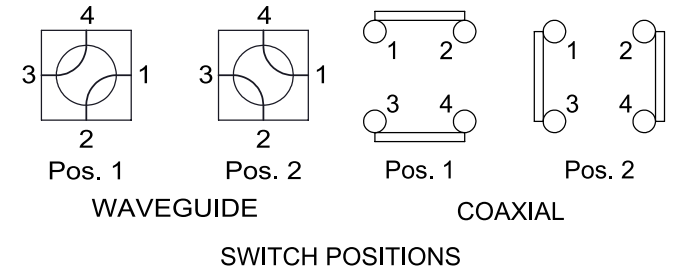 4
3
1
2
Pos. 1
4
3
1
2
Pos. 2
WAVEGUIDE
1 2
3 4
Pos. 1
1 2
3 4
Pos. 2
COAXIAL
SWITCH POSITIONS